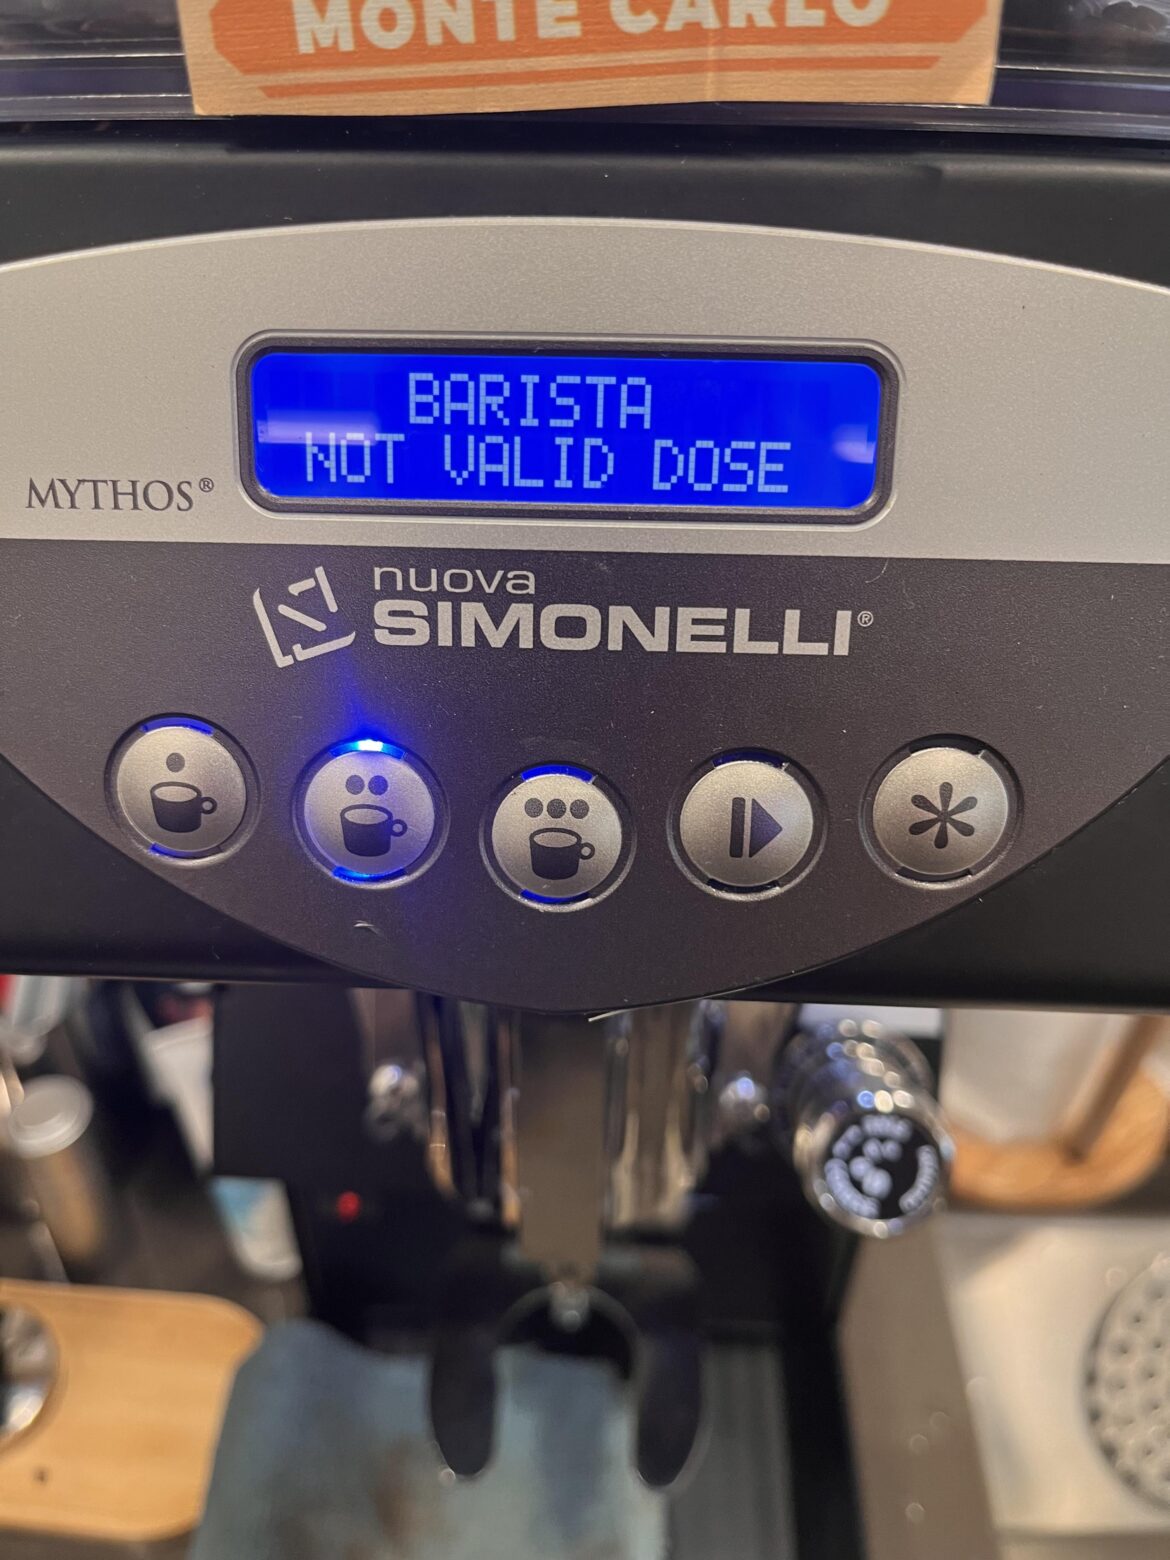 MONTE CARLO
BARISTA
NOT VALID DOSE
MYTHOS®
nuova
SIMONELLI®